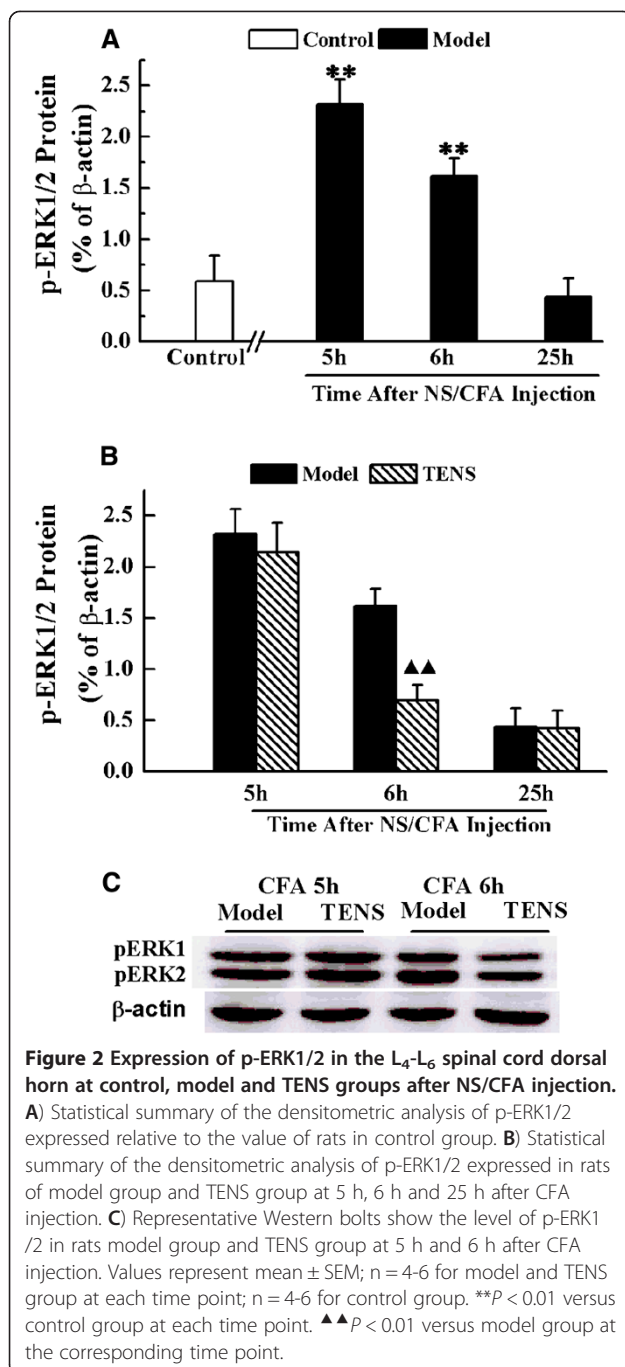 A
Control Model
p-ERK1/2 Protein
(% of β-actin)
2.5
2.0
1.5
1.0
0.5
0.0
**
**
Control
5h 6h 25h
Time After NS/CFA Injection
B
Model TENS
p-ERK1/2 Protein
(% of β-actin)
2.5
2.0
1.5
1.0
0.5
0.0
▲▲
5h 6h 25h
Time After NS/CFA Injection
C
CFA 5h CFA 6h
Model TENS Model TENS
pERK1
pERK2
β-actin
Figure 2 Expression of p-ERK1/2 in the L₄-L₆ spinal cord dorsal
horn at control, model and TENS groups after NS/CFA injection.
A) Statistical summary of the densitometric analysis of p-ERK1/2
expressed relative to the value of rats in control group. B) Statistical
summary of the densitometric analysis of p-ERK1/2 expressed in rats
of model group and TENS group at 5 h, 6 h and 25 h after CFA
injection. C) Representative Western bolts show the level of p-ERK1
/2 in rats model group and TENS group at 5 h and 6 h after CFA
injection. Values represent mean ± SEM; n = 4-6 for model and TENS
group at each time point; n = 4-6 for control group. **P < 0.01 versus
control group at each time point. ▲▲P < 0.01 versus model group at
the corresponding time point.